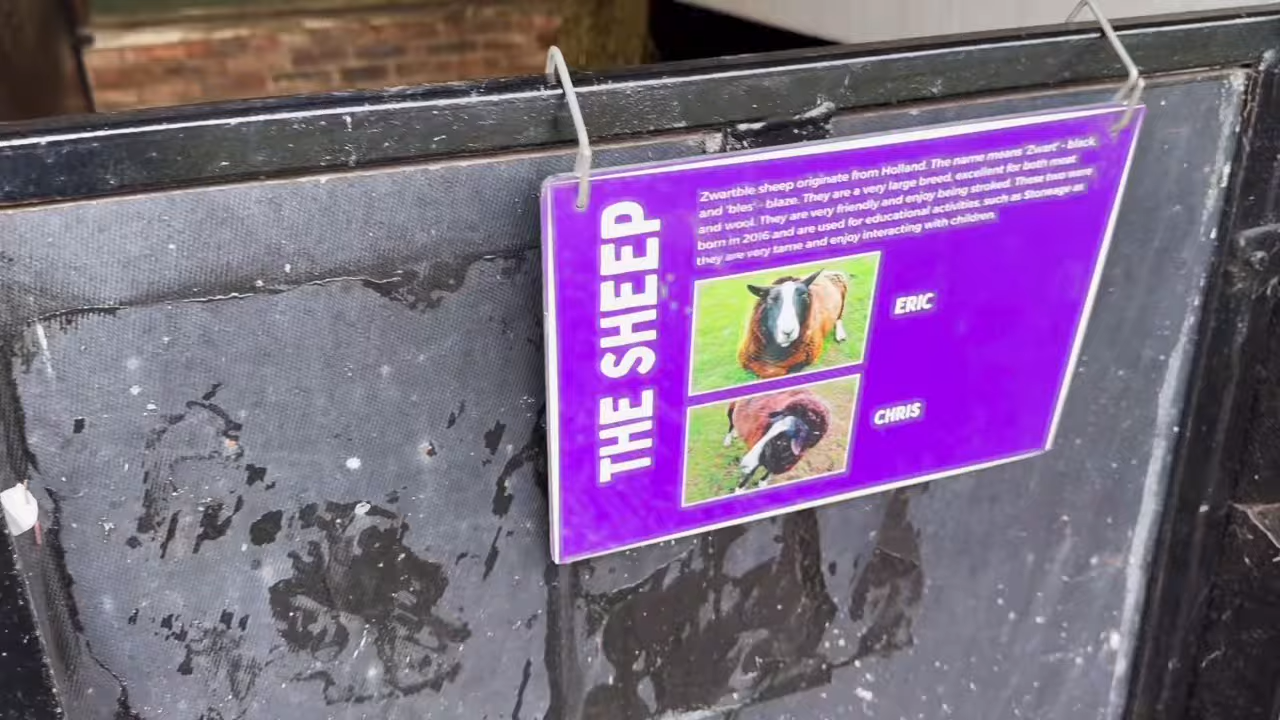 THE SHEEP
Zwartble sheep originate from Holland. The name means 'Zwart' - black,
and 'bles' - blaze. They are a very large breed, excellent for both meat
and wool. They are very friendly and enjoy being stroked. These two were
born in 2016 and are used for educational activities, such as Stoneage as
they are very tame and enjoy interacting with children.
ERIC
CHRIS